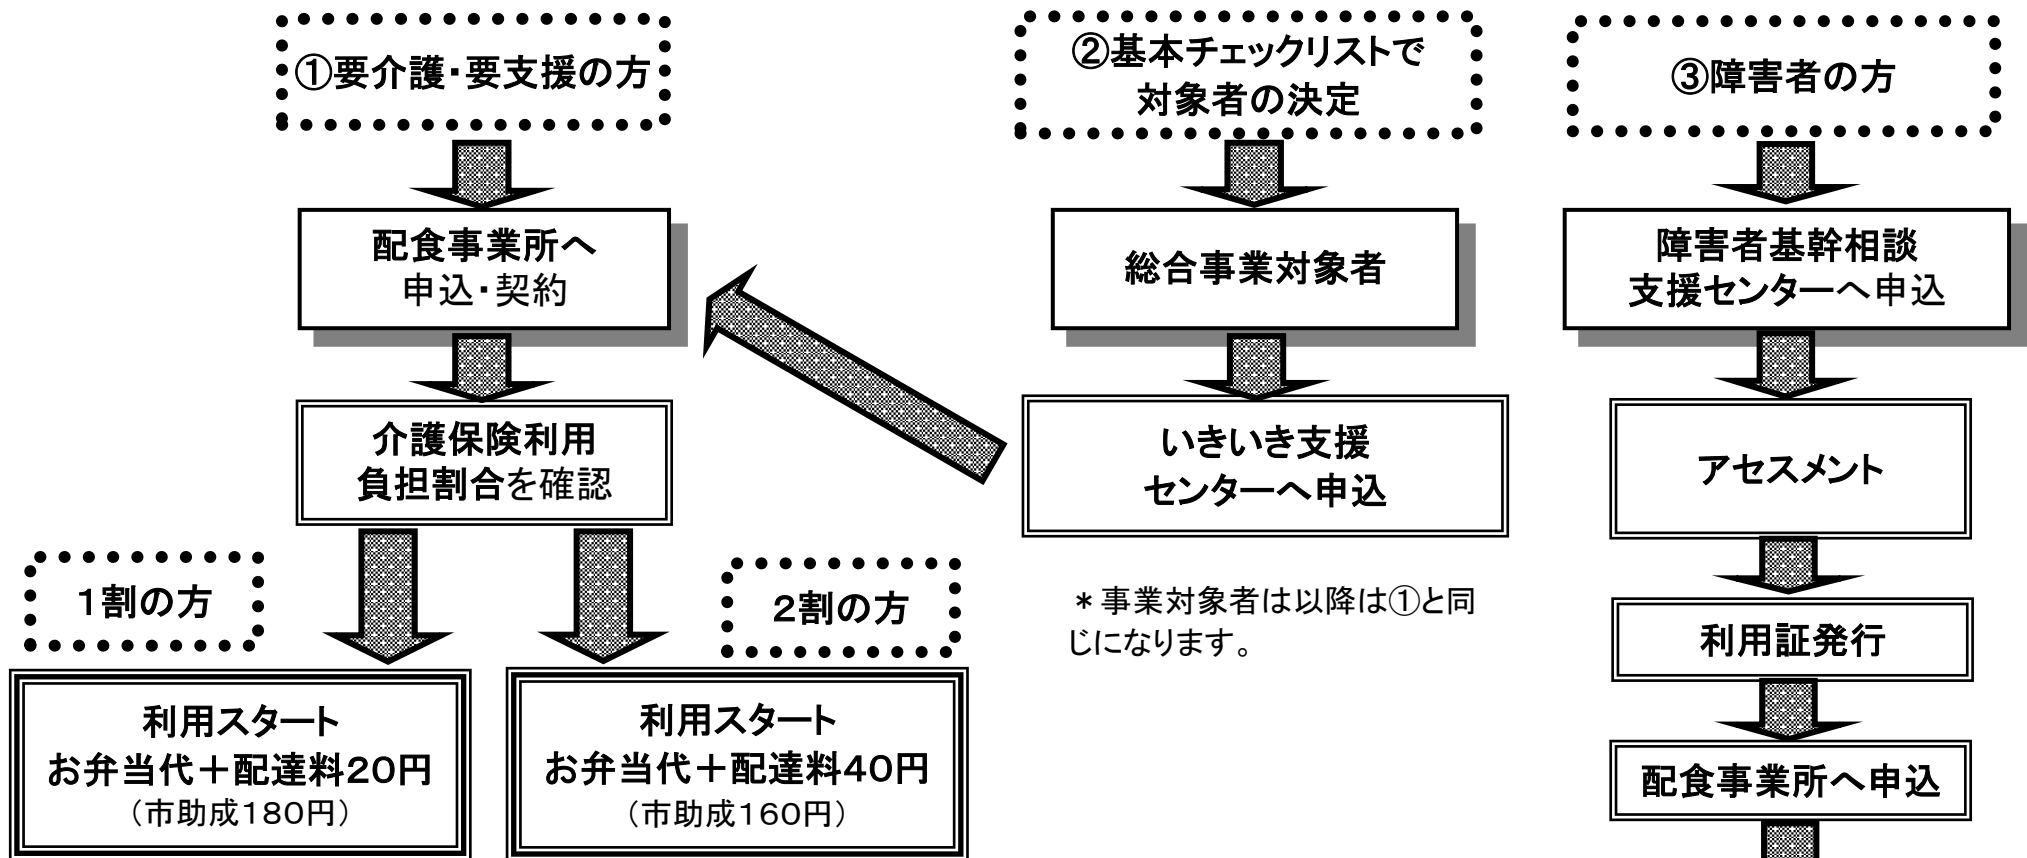 ①要介護・要支援の方
配食事業所へ
申込・契約
介護保険利用
負担割合を確認
1割の方
2割の方
利用スタート
お弁当代＋配達料20円
（市助成180円）
利用スタート
お弁当代＋配達料40円
（市助成160円）
②基本チェックリストで
対象者の決定
総合事業対象者
いきいき支援
センターへ申込
＊事業対象者は以降は①と同
じになります。
③障害者の方
障害者基幹相談
支援センターへ申込
アセスメント
利用証発行
配食事業所へ申込